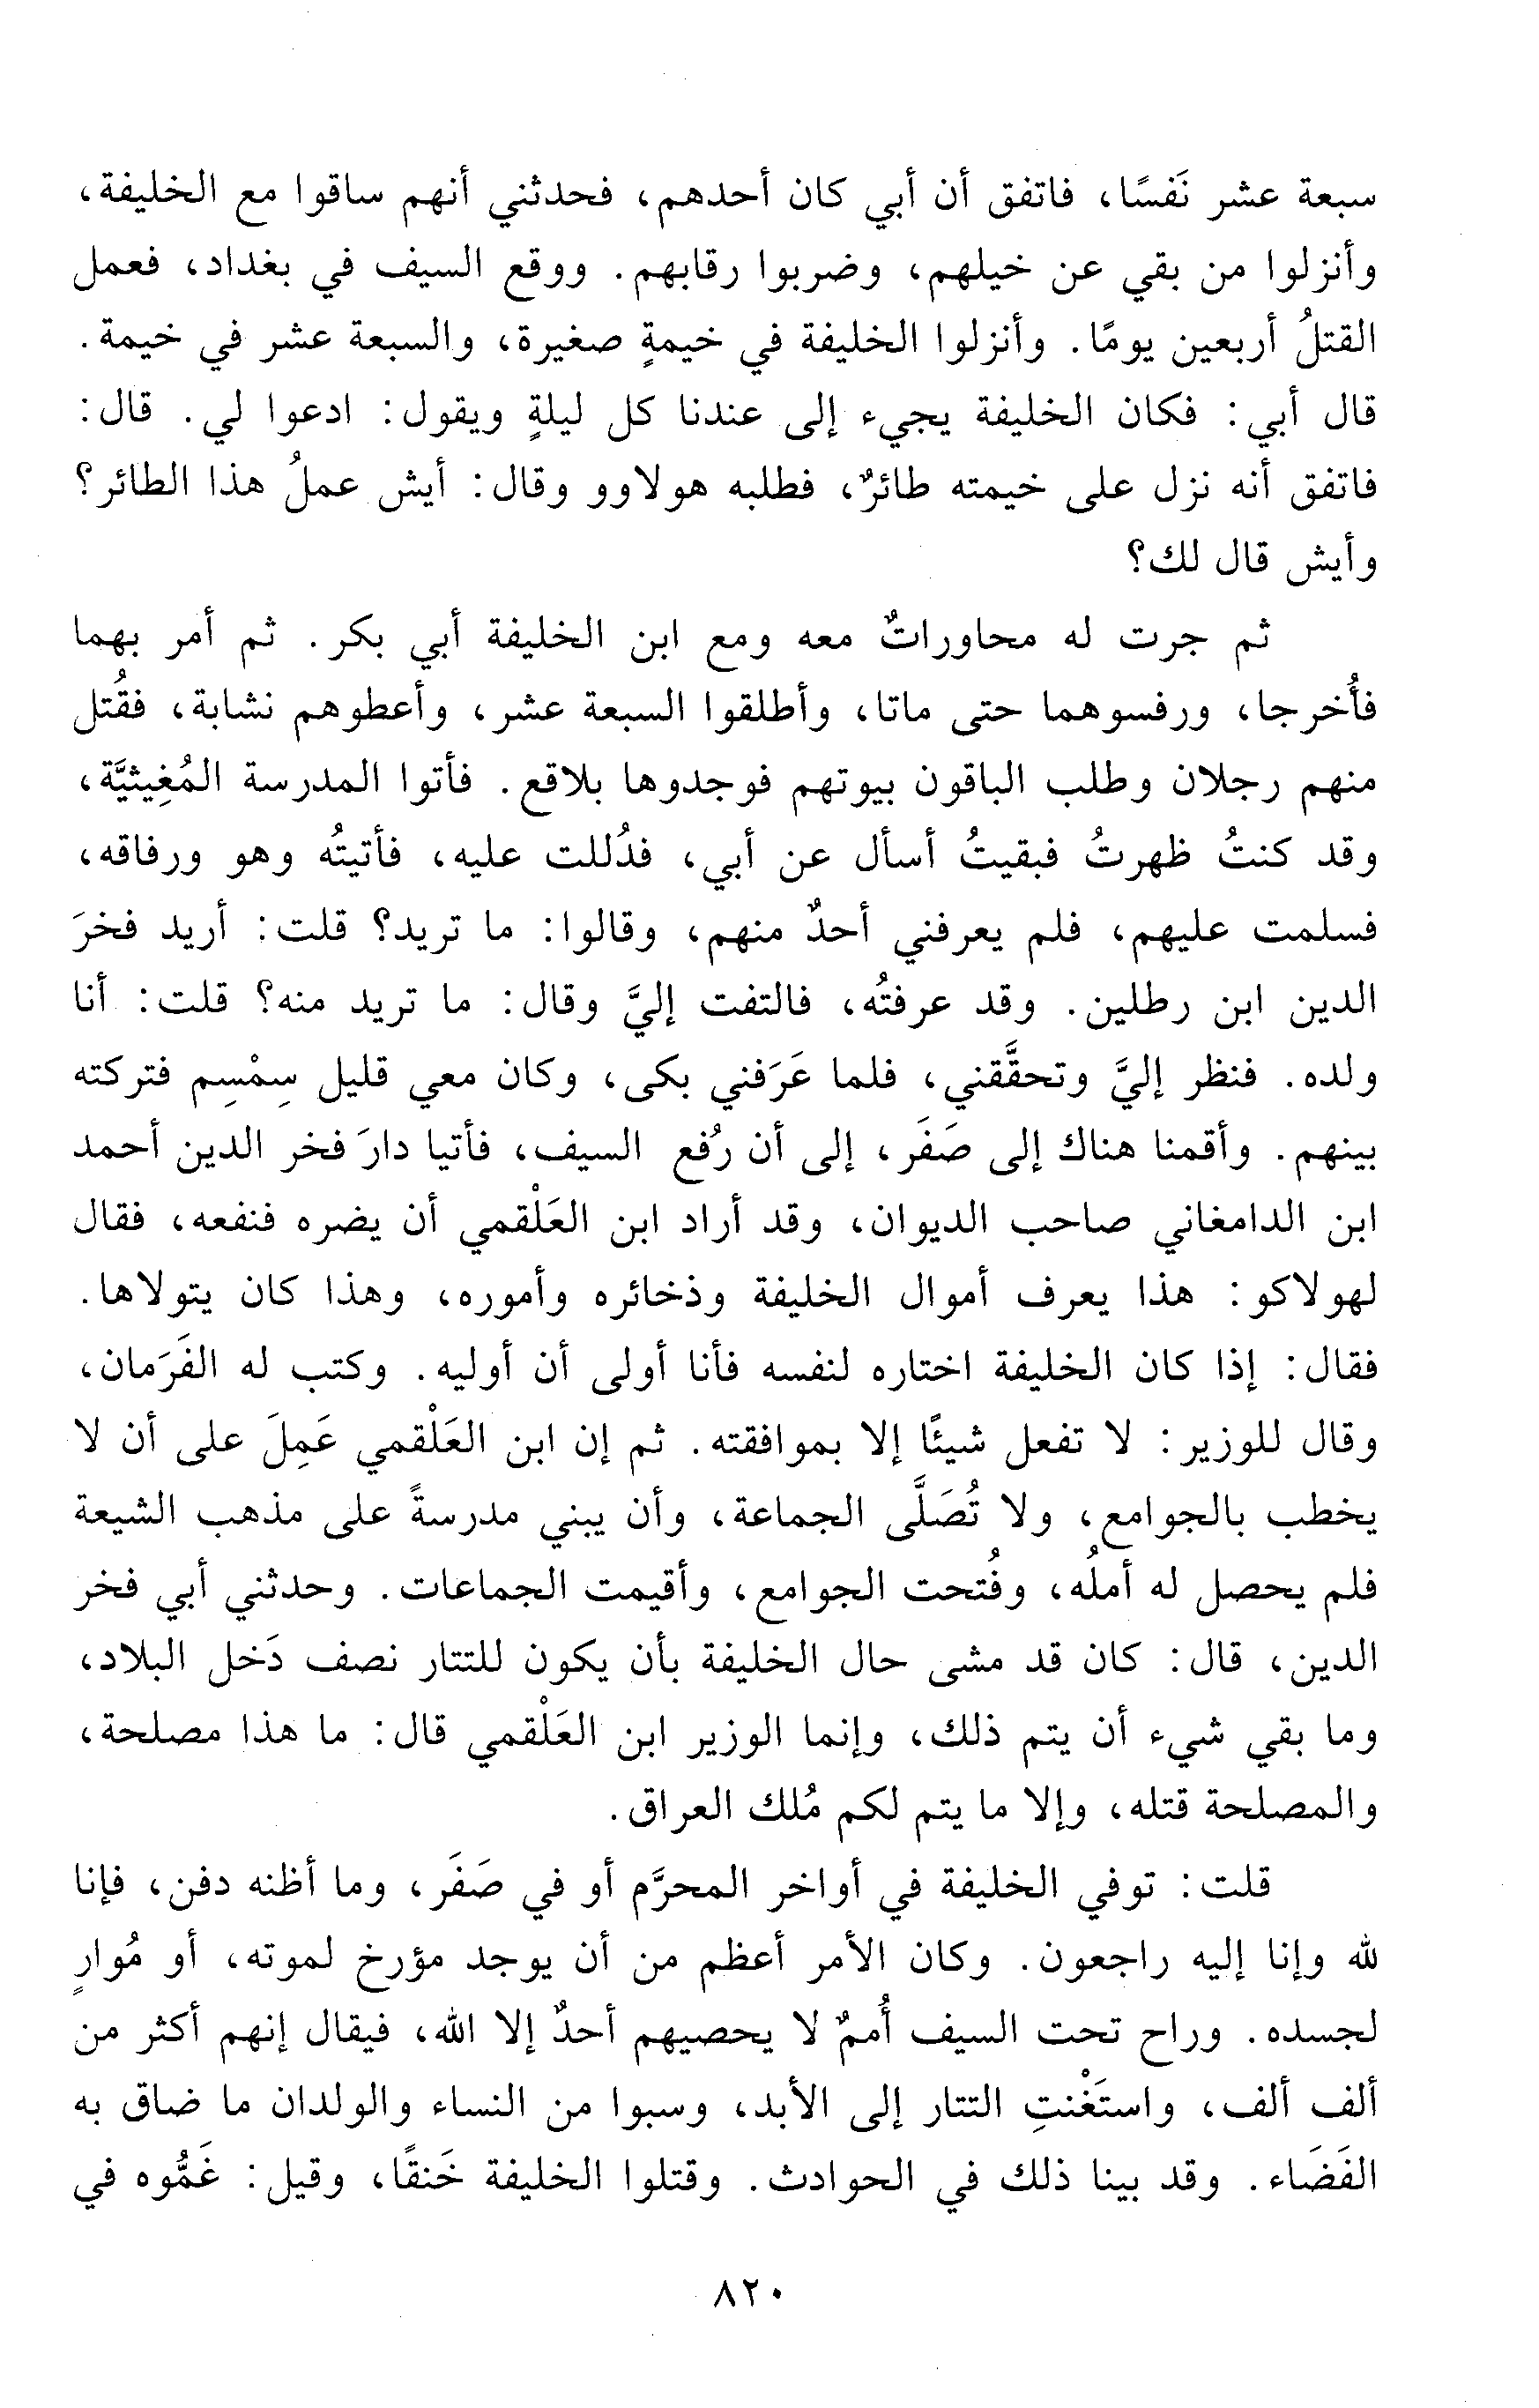 سبعة عشر نَفسًا، فاتفق أن أبي كان أحدهم، فحدثني أنهم ساقوا مع الخليفة،
وأنزلوا من بقي عن خيلهم، وضربوا رقابهم. ووقع السيف في بغداد، فعمل
القتلُ أربعين يومًا. وأنزلوا الخليفة في خيمةٍ صغيرة، والسبعة عشر في خيمة.
قال أبي: فكان الخليفة يجيء إلى عندنا كل ليلةٍ ويقول: ادعوا لي. قال:
فاتفق أنه نزل على خيمته طائرٌ، فطلبه هولاوو وقال: أيش عملُ هذا الطائر؟
وأيش قال لك؟
ثم جرت له محاوراتٌ معه ومع ابن الخليفة أبي بكر. ثم أمر بهما
فأُخرجا، ورفسوهما حتى ماتا، وأطلقوا السبعة عشر، وأعطوهم نشابة، فقُتل
منهم رجلان وطلب الباقون بيوتهم فوجدوها بلاقع. فأتوا المدرسة المُغِيثيَّة،
وقد كنتُ ظهرتُ فبقيتُ أسأل عن أبي، فدُللت عليه، فأتيتُه وهو ورفاقه،
فسلمت عليهم، فلم يعرفني أحدٌ منهم، وقالوا: ما تريد؟ قلت: أريد فخرَ
الدين ابن رطلين. وقد عرفتُه، فالتفت إليَّ وقال: ما تريد منه؟ قلت: أنا
ولده. فنظر إليَّ وتحقَّقني، فلما عَرَفني بكى، وكان معي قليل سِمْسِم فتركته
بينهم. وأقمنا هناك إلى صَفَر، إلى أن رُفع السيف، فأتيا دارَ فخر الدين أحمد
ابن الدامغاني صاحب الديوان، وقد أراد ابن العَلْقمي أن يضره فنفعه، فقال
لهولاكو: هذا يعرف أموال الخليفة وذخائره وأموره، وهذا كان يتولاها.
فقال: إذا كان الخليفة اختاره لنفسه فأنا أولى أن أوليه. وكتب له الفَرَمان،
وقال للوزير: لا تفعل شيئًا إلا بموافقته. ثم إن ابن العَلْقمي عَمِلَ على أن لا
يخطب بالجوامع، ولا تُصَلَّى الجماعة، وأن يبني مدرسةً على مذهب الشيعة
فلم يحصل له أملُه، وفُتحت الجوامع، وأقيمت الجماعات. وحدثني أبي فخر
الدين، قال: كان قد مشى حال الخليفة بأن يكون للتتار نصف دَخل البلاد،
وما بقي شيء أن يتم ذلك، وإنما الوزير ابن العَلْقمي قال: ما هذا مصلحة،
والمصلحة قتله، وإلا ما يتم لكم مُلك العراق.
قلت: توفي الخليفة في أواخر المحرَّم أو في صَفَر، وما أظنه دفن، فإنا
لله وإنا إليه راجعون. وكان الأمر أعظم من أن يوجد مؤرخ لموته، أو مُوارٍ
لجسده. وراح تحت السيف أُممٌ لا يحصيهم أحدٌ إلا الله، فيقال إنهم أكثر من
ألف ألف، واستَغْنتِ التتار إلى الأبد، وسبوا من النساء والولدان ما ضاق به
الفَضَاء. وقد بينا ذلك في الحوادث. وقتلوا الخليفة خَنقًا، وقيل: غَمُّوه في
٨٢٠